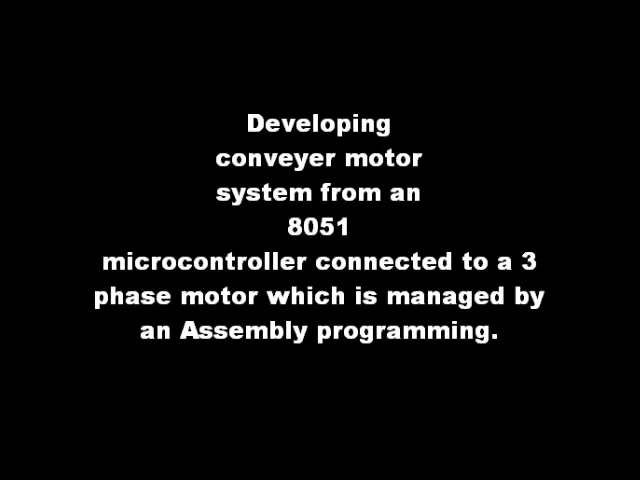 Developing
conveyer motor
system from an
8051
microcontroller connected to a 3
phase motor which is managed by
an Assembly programming.